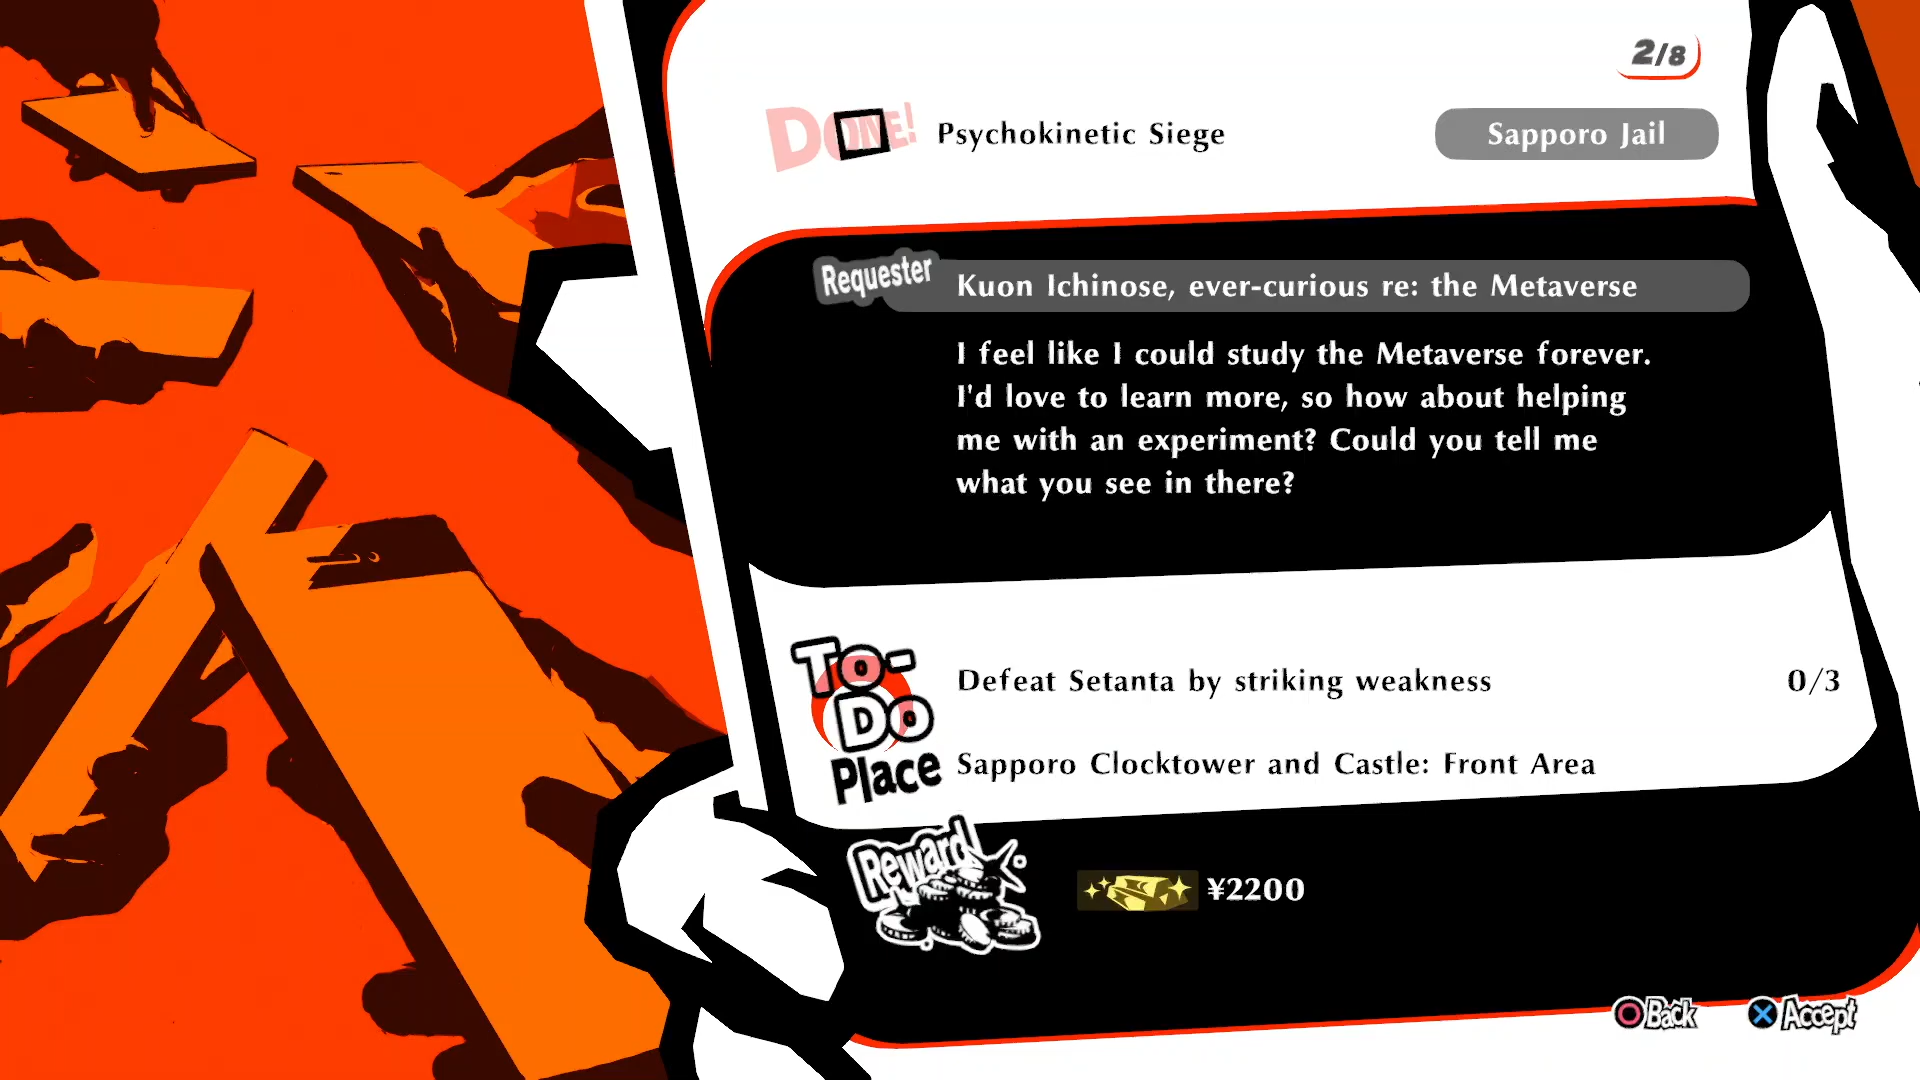 2/8
DONE!
Psychokinetic Siege
Sapporo Jail
Requester
Kuon Ichinose, ever-curious re: the Metaverse
I feel like I could study the Metaverse forever.
I'd love to learn more, so how about helping
me with an experiment? Could you tell me
what you see in there?
To-
Do
Defeat Setanta by striking weakness 0/3
Place
Sapporo Clocktower and Castle: Front Area
Reward
¥2200
Back
Accept